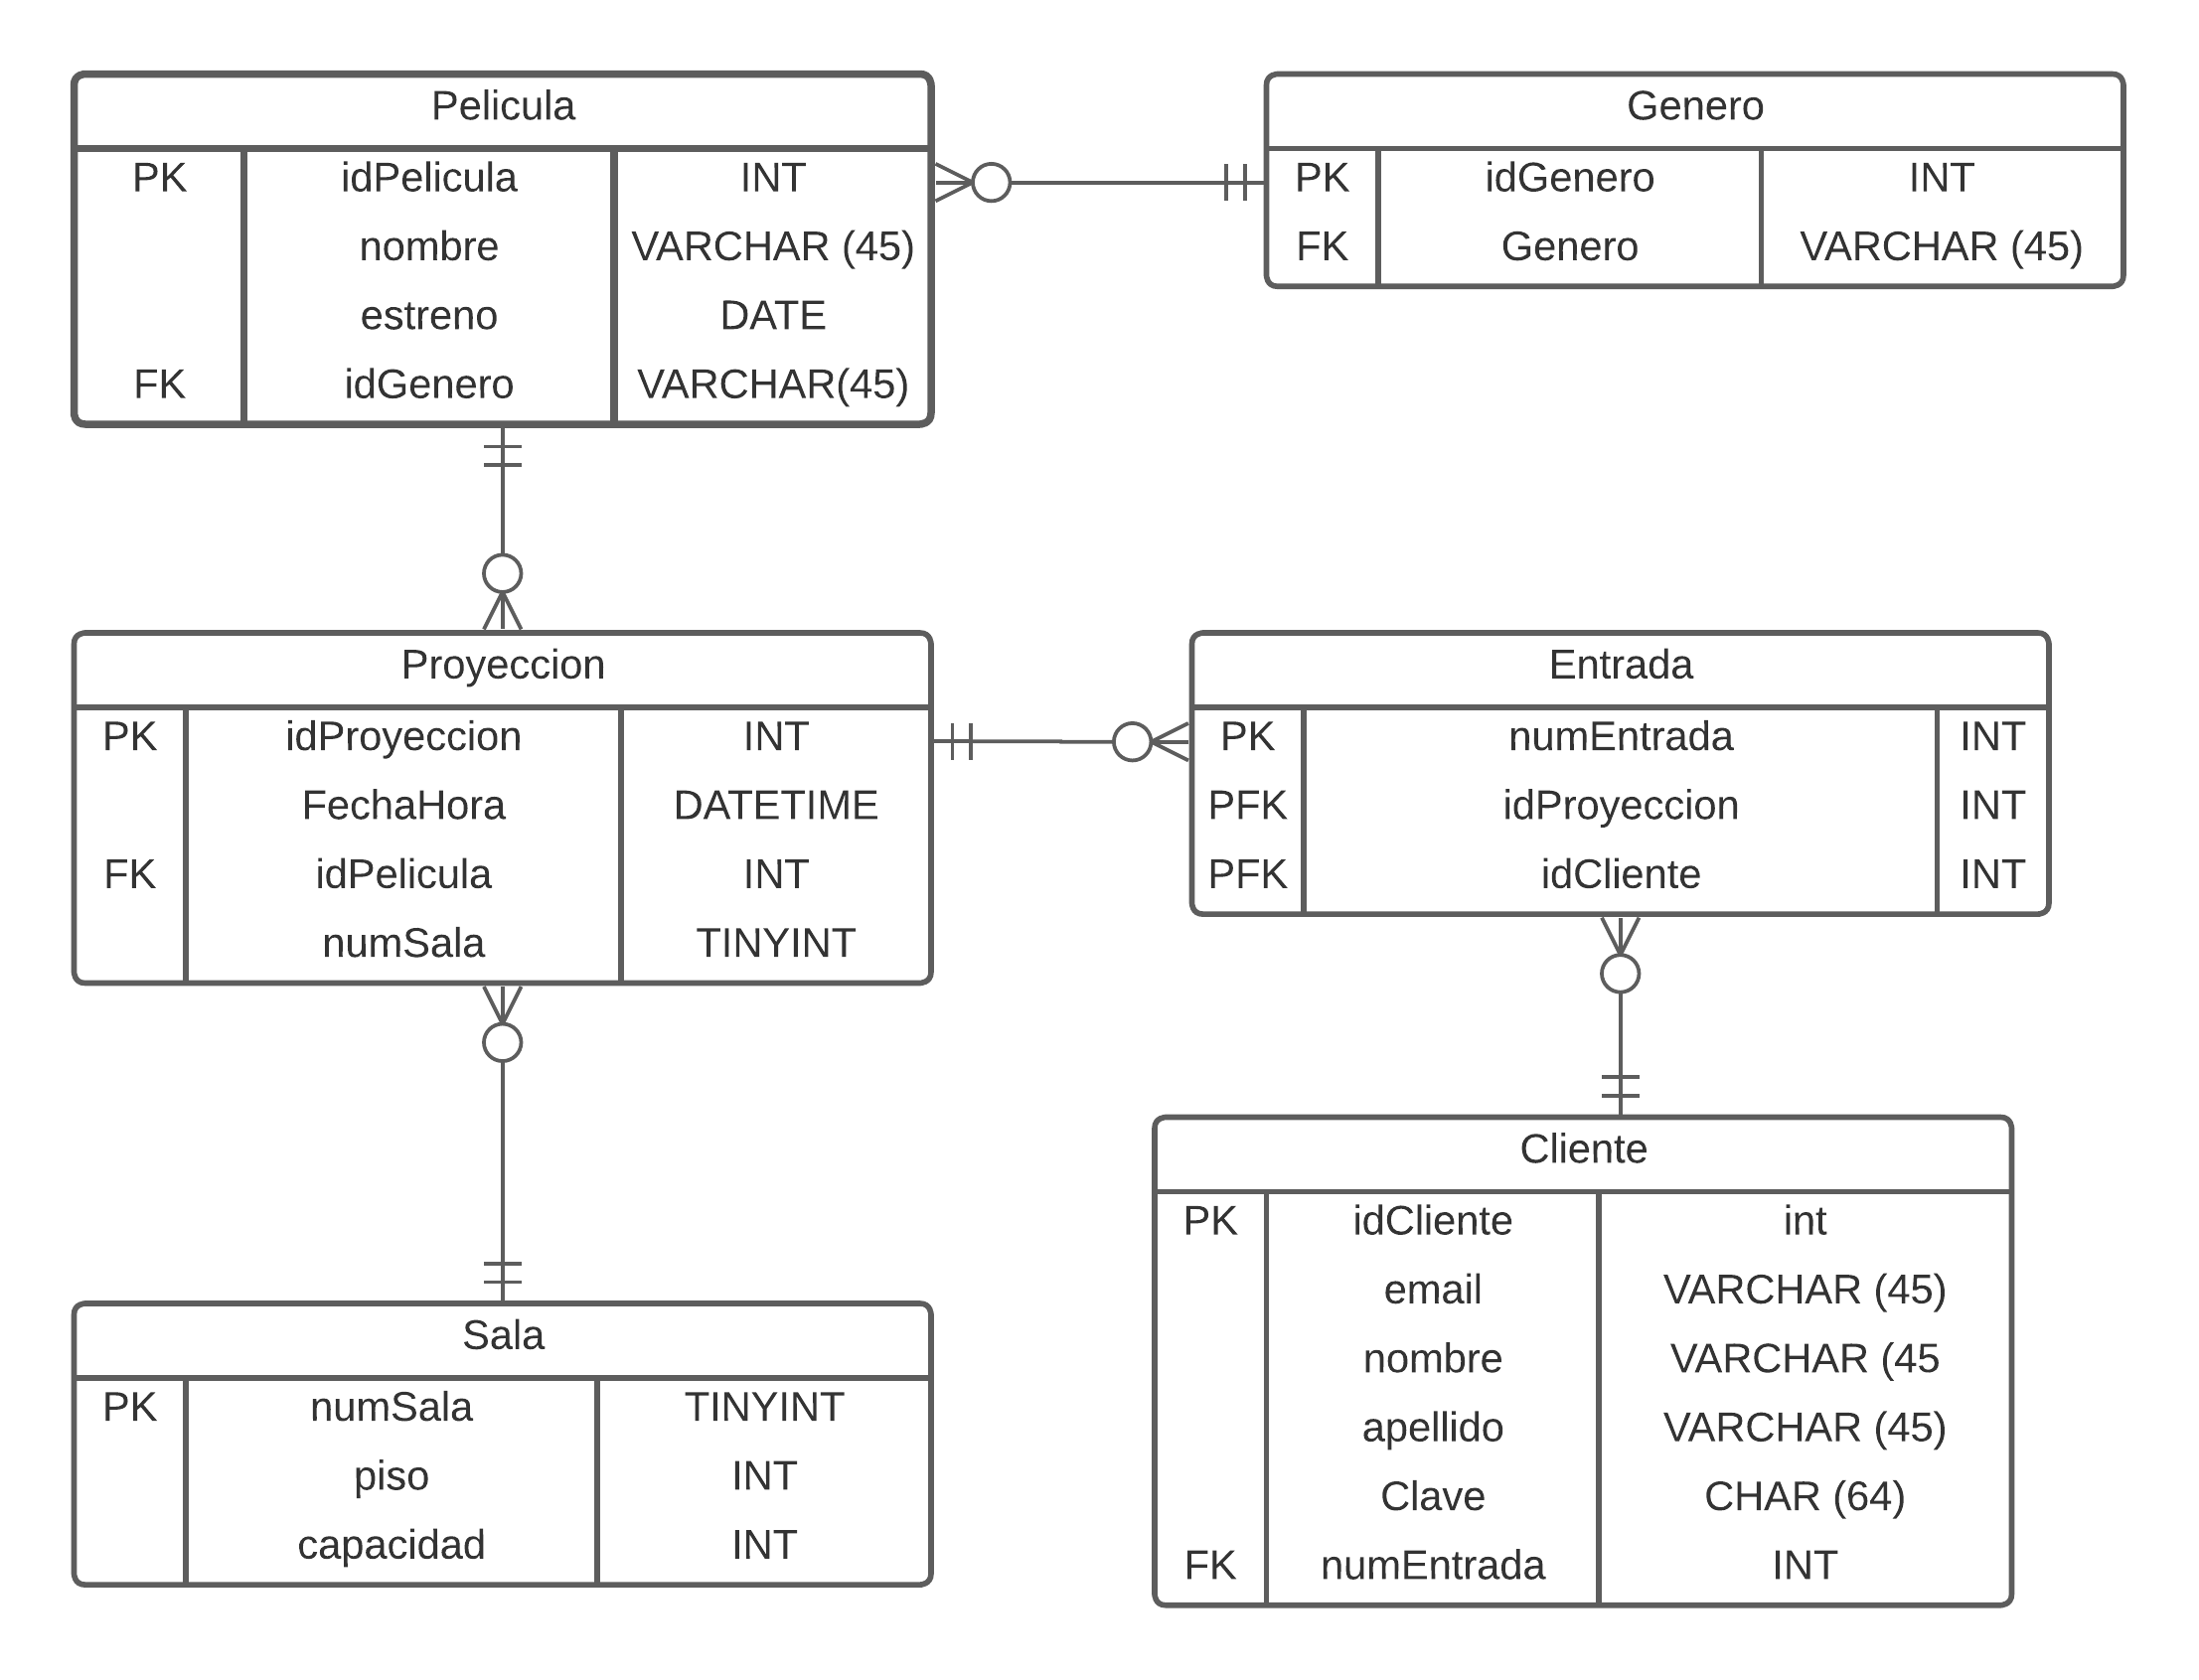 Pelicula
PK idPelicula INT
nombre VARCHAR (45)
estreno DATE
FK idGenero VARCHAR(45)
Genero
PK idGenero INT
FK Genero VARCHAR (45)
Proyeccion
PK idProyeccion INT
FechaHora DATETIME
FK idPelicula INT
numSala TINYINT
Entrada
PK numEntrada INT
PFK idProyeccion INT
PFK idCliente INT
Sala
PK numSala TINYINT
piso INT
capacidad INT
Cliente
PK idCliente int
email VARCHAR (45)
nombre VARCHAR (45
apellido VARCHAR (45)
Clave CHAR (64)
FK numEntrada INT